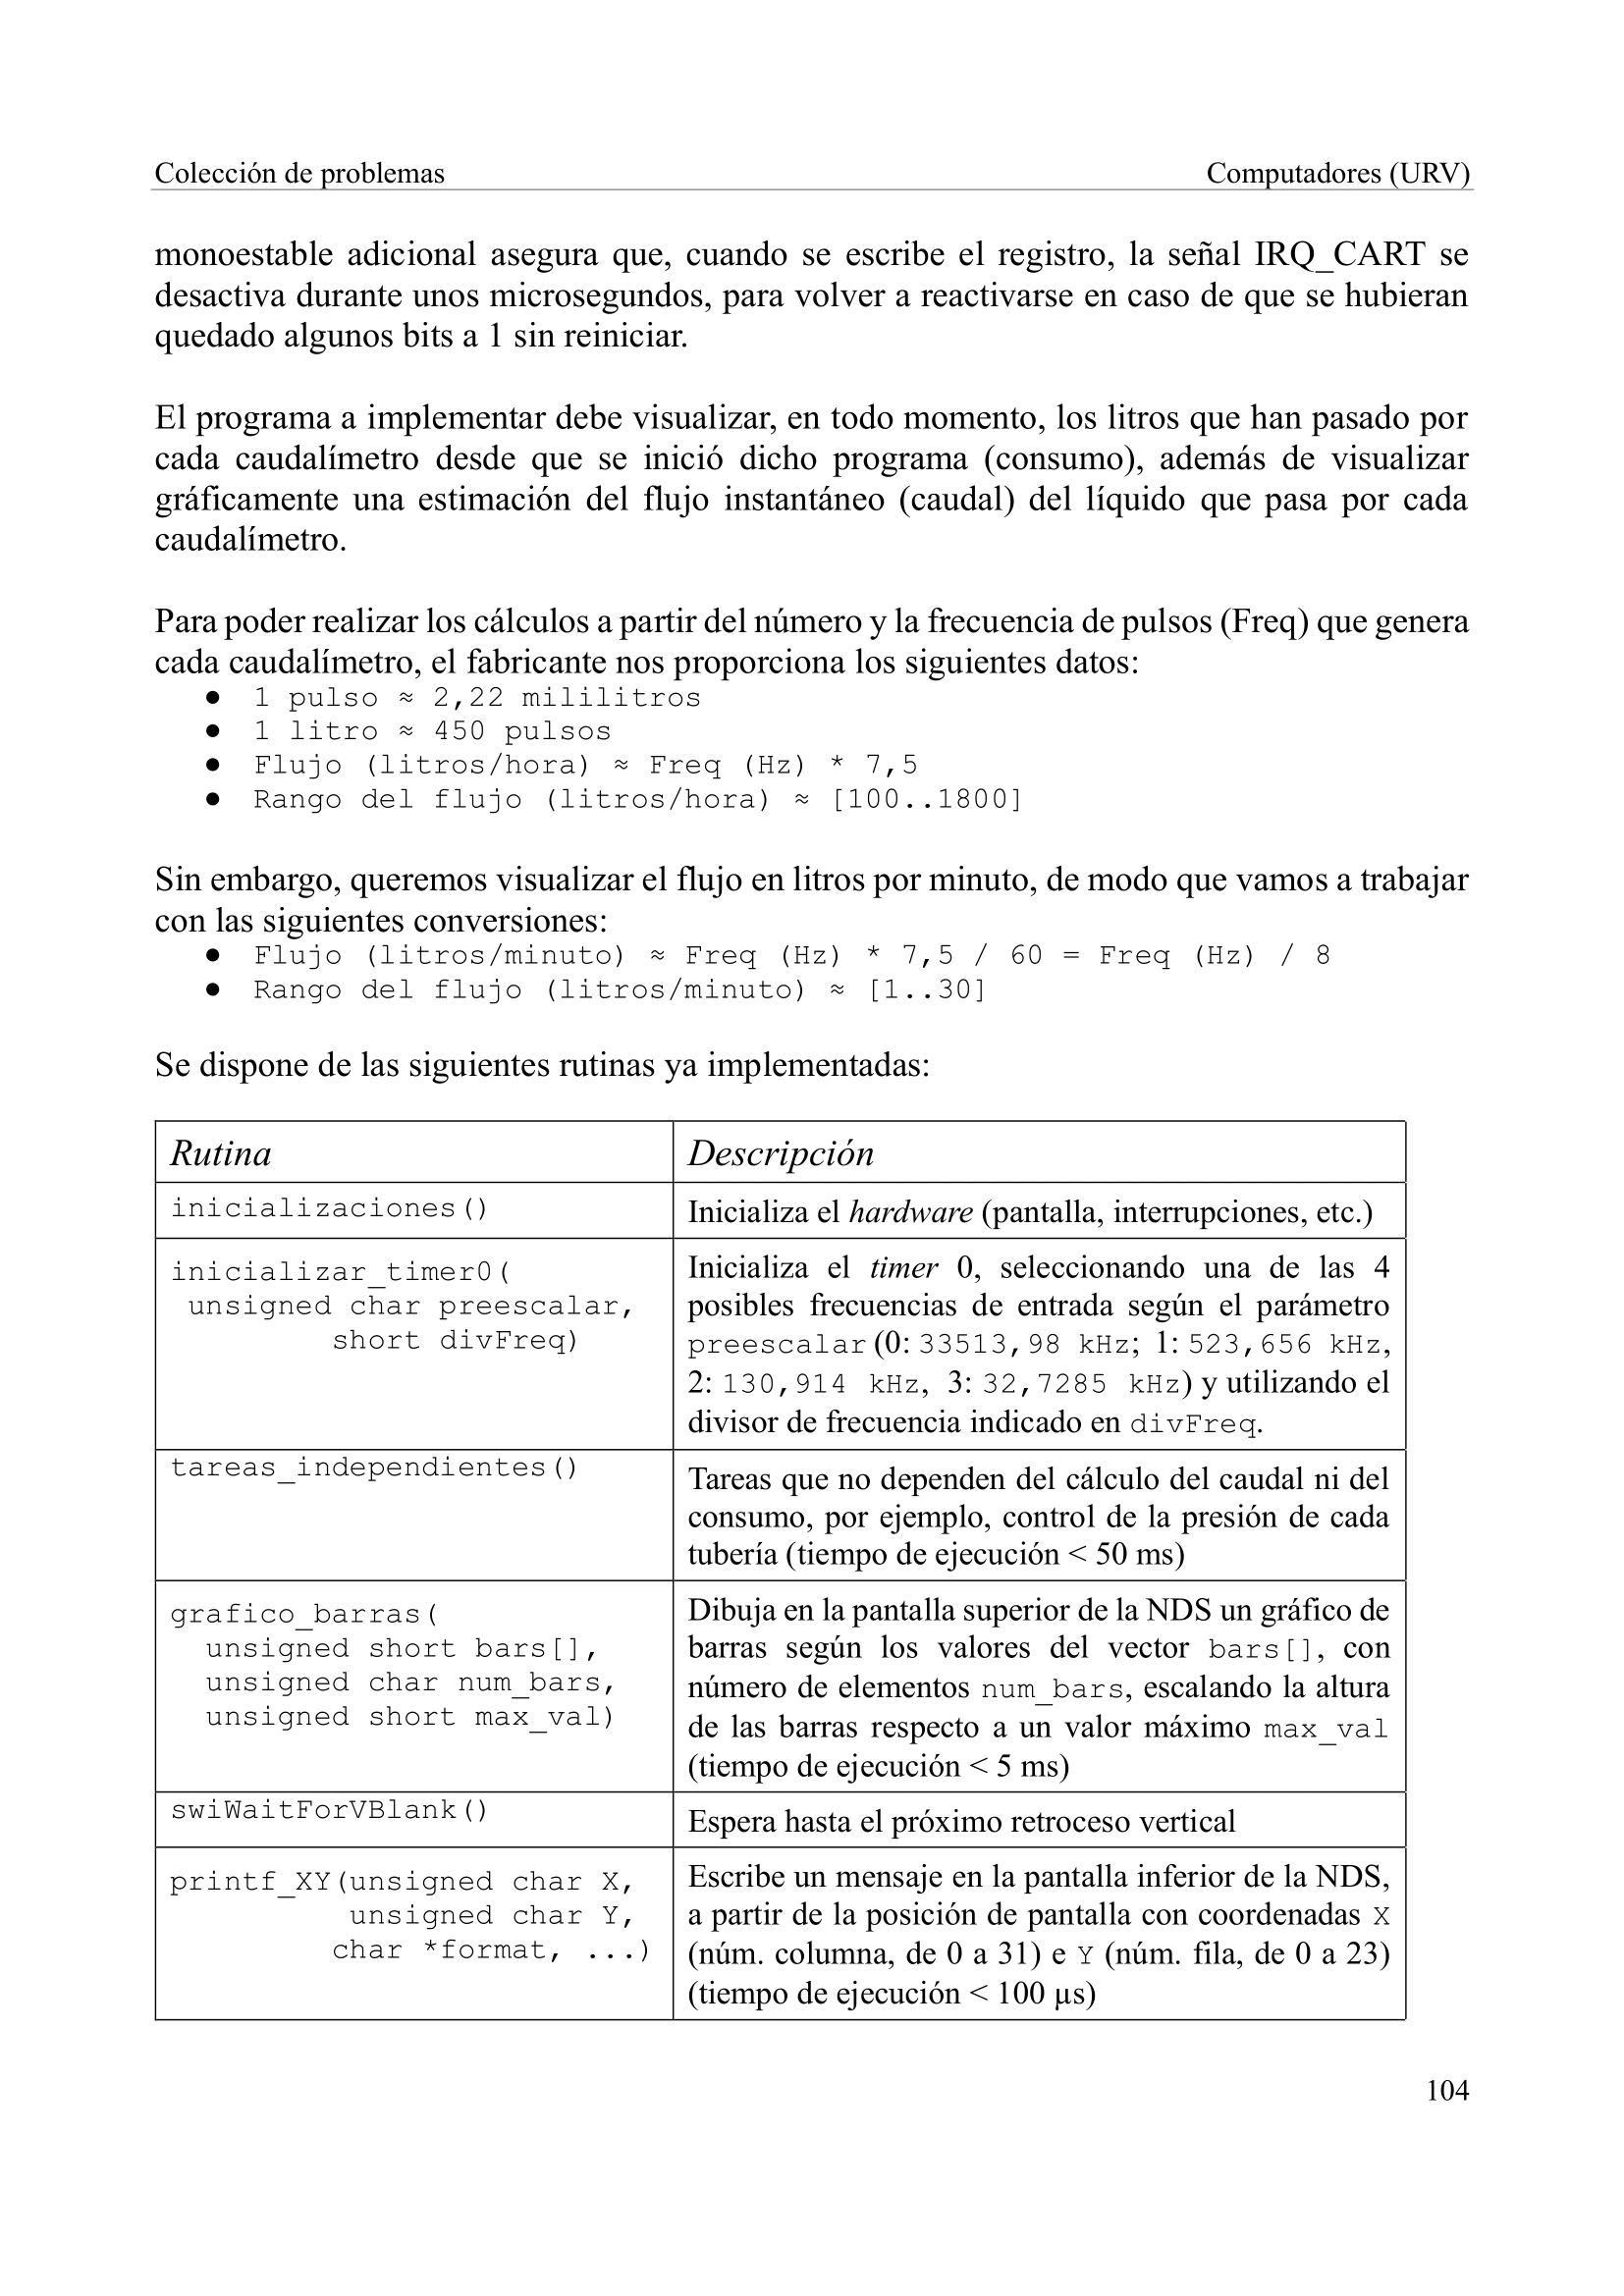 Colección de problemas
Computadores (URV)
monoestable adicional asegura que, cuando se escribe el registro, la señal IRQ_CART se
desactiva durante unos microsegundos, para volver a reactivarse en caso de que se hubieran
quedado algunos bits a 1 sin reiniciar.
El programa a implementar debe visualizar, en todo momento, los litros que han pasado por
cada caudalímetro desde que se inició dicho programa (consumo), además de visualizar
gráficamente una estimación del flujo instantáneo (caudal) del líquido que pasa por cada
caudalímetro.
Para poder realizar los cálculos a partir del número y la frecuencia de pulsos (Freq) que genera
cada caudalímetro, el fabricante nos proporciona los siguientes datos:
● 1 pulso ≈ 2,22 mililitros
● 1 litro ≈ 450 pulsos
● Flujo (litros/hora) ≈ Freq (Hz) * 7,5
● Rango del flujo (litros/hora) ≈ [100..1800]
Sin embargo, queremos visualizar el flujo en litros por minuto, de modo que vamos a trabajar
con las siguientes conversiones:
● Flujo (litros/minuto) ≈ Freq (Hz) * 7,5 / 60 = Freq (Hz) / 8
● Rango del flujo (litros/minuto) ≈ [1..30]
Se dispone de las siguientes rutinas ya implementadas:
Rutina
Descripción
inicializaciones()
Inicializa el hardware (pantalla, interrupciones, etc.)
inicializar_timer0(
unsigned char preescalar,
short divFreq)
Inicializa el timer 0, seleccionando una de las 4
posibles frecuencias de entrada según el parámetro
preescalar (0: 33513,98 kHz; 1: 523,656 kHz,
2: 130,914 kHz, 3: 32,7285 kHz) y utilizando el
divisor de frecuencia indicado en divFreq.
tareas_independientes()
Tareas que no dependen del cálculo del caudal ni del
consumo, por ejemplo, control de la presión de cada
tubería (tiempo de ejecución < 50 ms)
grafico_barras(
unsigned short bars[],
unsigned char num_bars,
unsigned short max_val)
Dibuja en la pantalla superior de la NDS un gráfico de
barras según los valores del vector bars[], con
número de elementos num_bars, escalando la altura
de las barras respecto a un valor máximo max_val
(tiempo de ejecución < 5 ms)
swiWaitForVBlank()
Espera hasta el próximo retroceso vertical
printf_XY(unsigned char X,
unsigned char Y,
char *format, ...)
Escribe un mensaje en la pantalla inferior de la NDS,
a partir de la posición de pantalla con coordenadas X
(núm. columna, de 0 a 31) e Y (núm. fila, de 0 a 23)
(tiempo de ejecución < 100 µs)
104